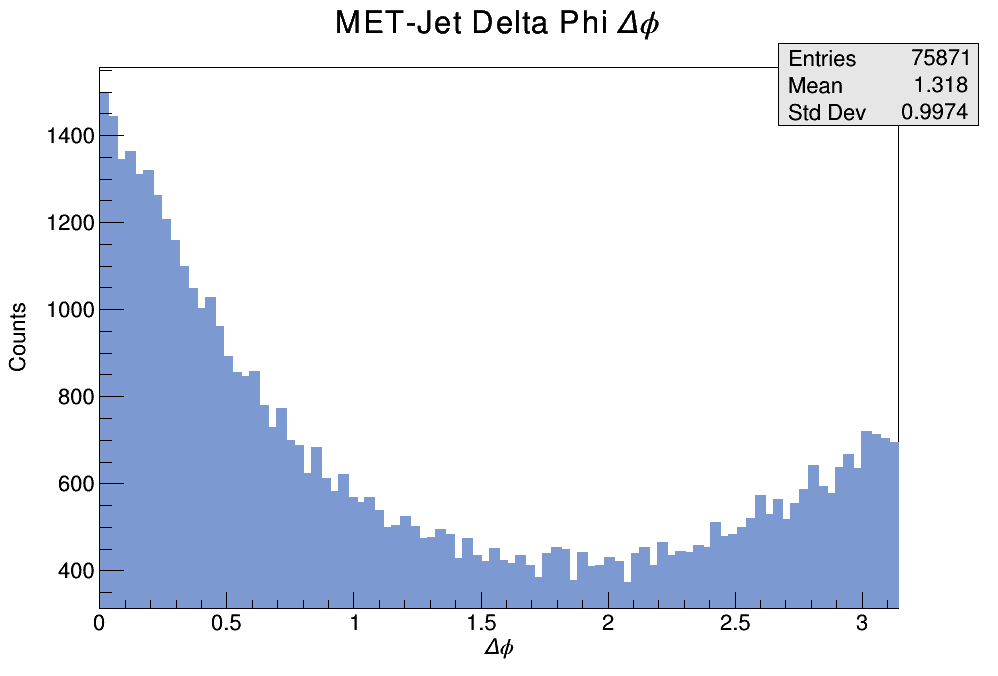 MET-Jet Delta Phi Δϕ
Entries 75871
Mean 1.318
Std Dev 0.9974
1400
1200
1000
800
600
400
Counts
0 0.5 1 1.5 2 2.5 3
Δϕ